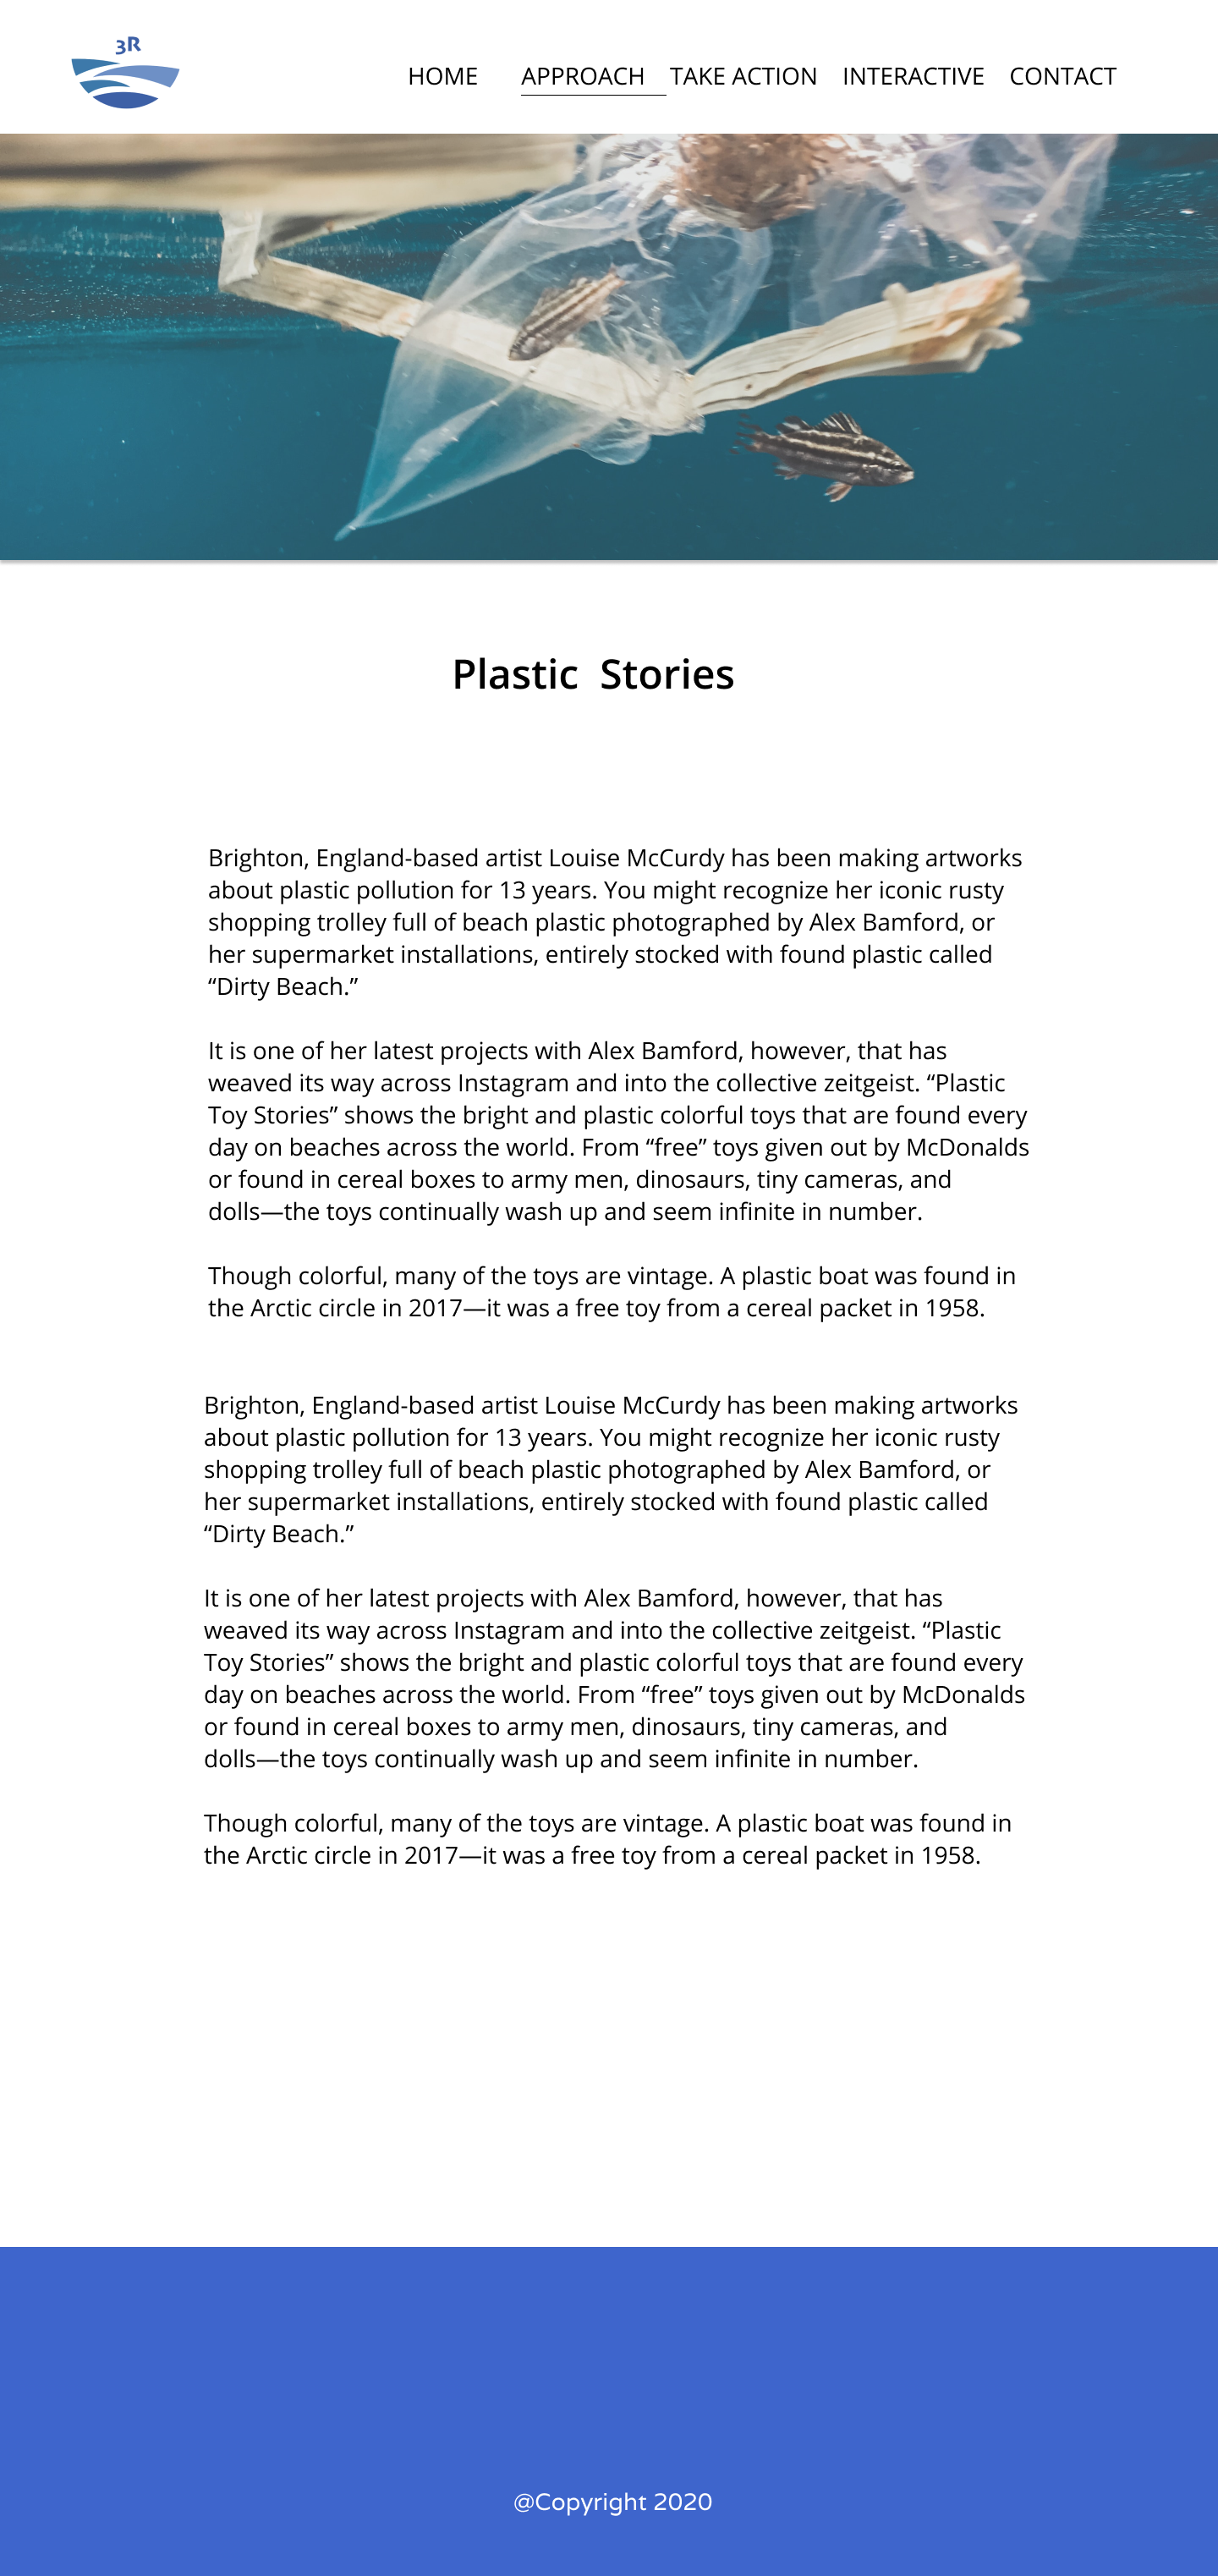 3R
HOME APPROACH TAKE ACTION INTERACTIVE CONTACT
Plastic Stories
Brighton, England-based artist Louise McCurdy has been making artworks
about plastic pollution for 13 years. You might recognize her iconic rusty
shopping trolley full of beach plastic photographed by Alex Bamford, or
her supermarket installations, entirely stocked with found plastic called
“Dirty Beach.”
It is one of her latest projects with Alex Bamford, however, that has
weaved its way across Instagram and into the collective zeitgeist. “Plastic
Toy Stories” shows the bright and plastic colorful toys that are found every
day on beaches across the world. From “free” toys given out by McDonalds
or found in cereal boxes to army men, dinosaurs, tiny cameras, and
dolls—the toys continually wash up and seem infinite in number.
Though colorful, many of the toys are vintage. A plastic boat was found in
the Arctic circle in 2017—it was a free toy from a cereal packet in 1958.
Brighton, England-based artist Louise McCurdy has been making artworks
about plastic pollution for 13 years. You might recognize her iconic rusty
shopping trolley full of beach plastic photographed by Alex Bamford, or
her supermarket installations, entirely stocked with found plastic called
“Dirty Beach.”
It is one of her latest projects with Alex Bamford, however, that has
weaved its way across Instagram and into the collective zeitgeist. “Plastic
Toy Stories” shows the bright and plastic colorful toys that are found every
day on beaches across the world. From “free” toys given out by McDonalds
or found in cereal boxes to army men, dinosaurs, tiny cameras, and
dolls—the toys continually wash up and seem infinite in number.
Though colorful, many of the toys are vintage. A plastic boat was found in
the Arctic circle in 2017—it was a free toy from a cereal packet in 1958.
@Copyright 2020